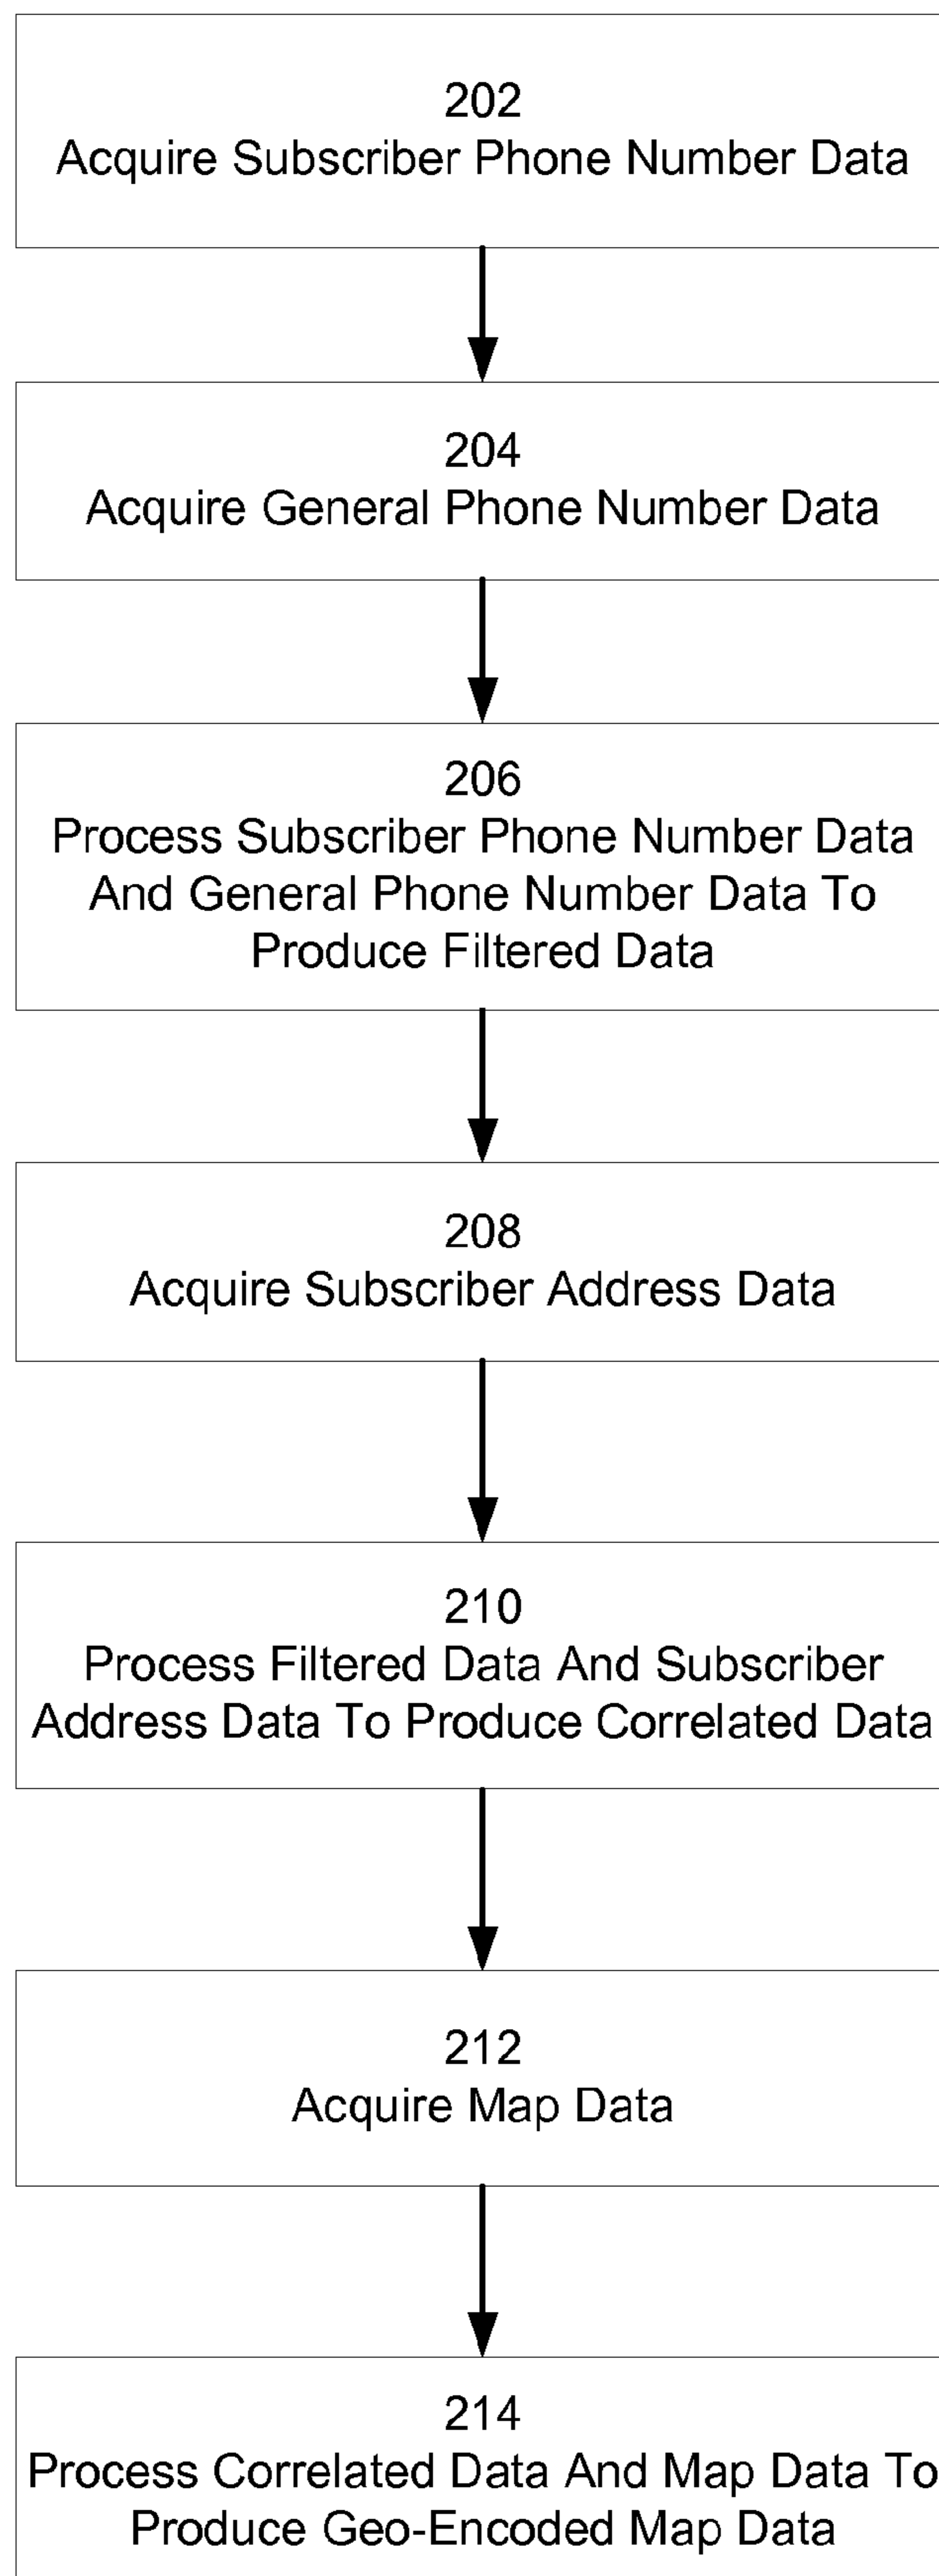 202
Acquire Subscriber Phone Number Data
204
Acquire General Phone Number Data
206
Process Subscriber Phone Number Data
And General Phone Number Data To
Produce Filtered Data
208
Acquire Subscriber Address Data
210
Process Filtered Data And Subscriber
Address Data To Produce Correlated Data
212
Acquire Map Data
214
Process Correlated Data And Map Data To
Produce Geo-Encoded Map Data